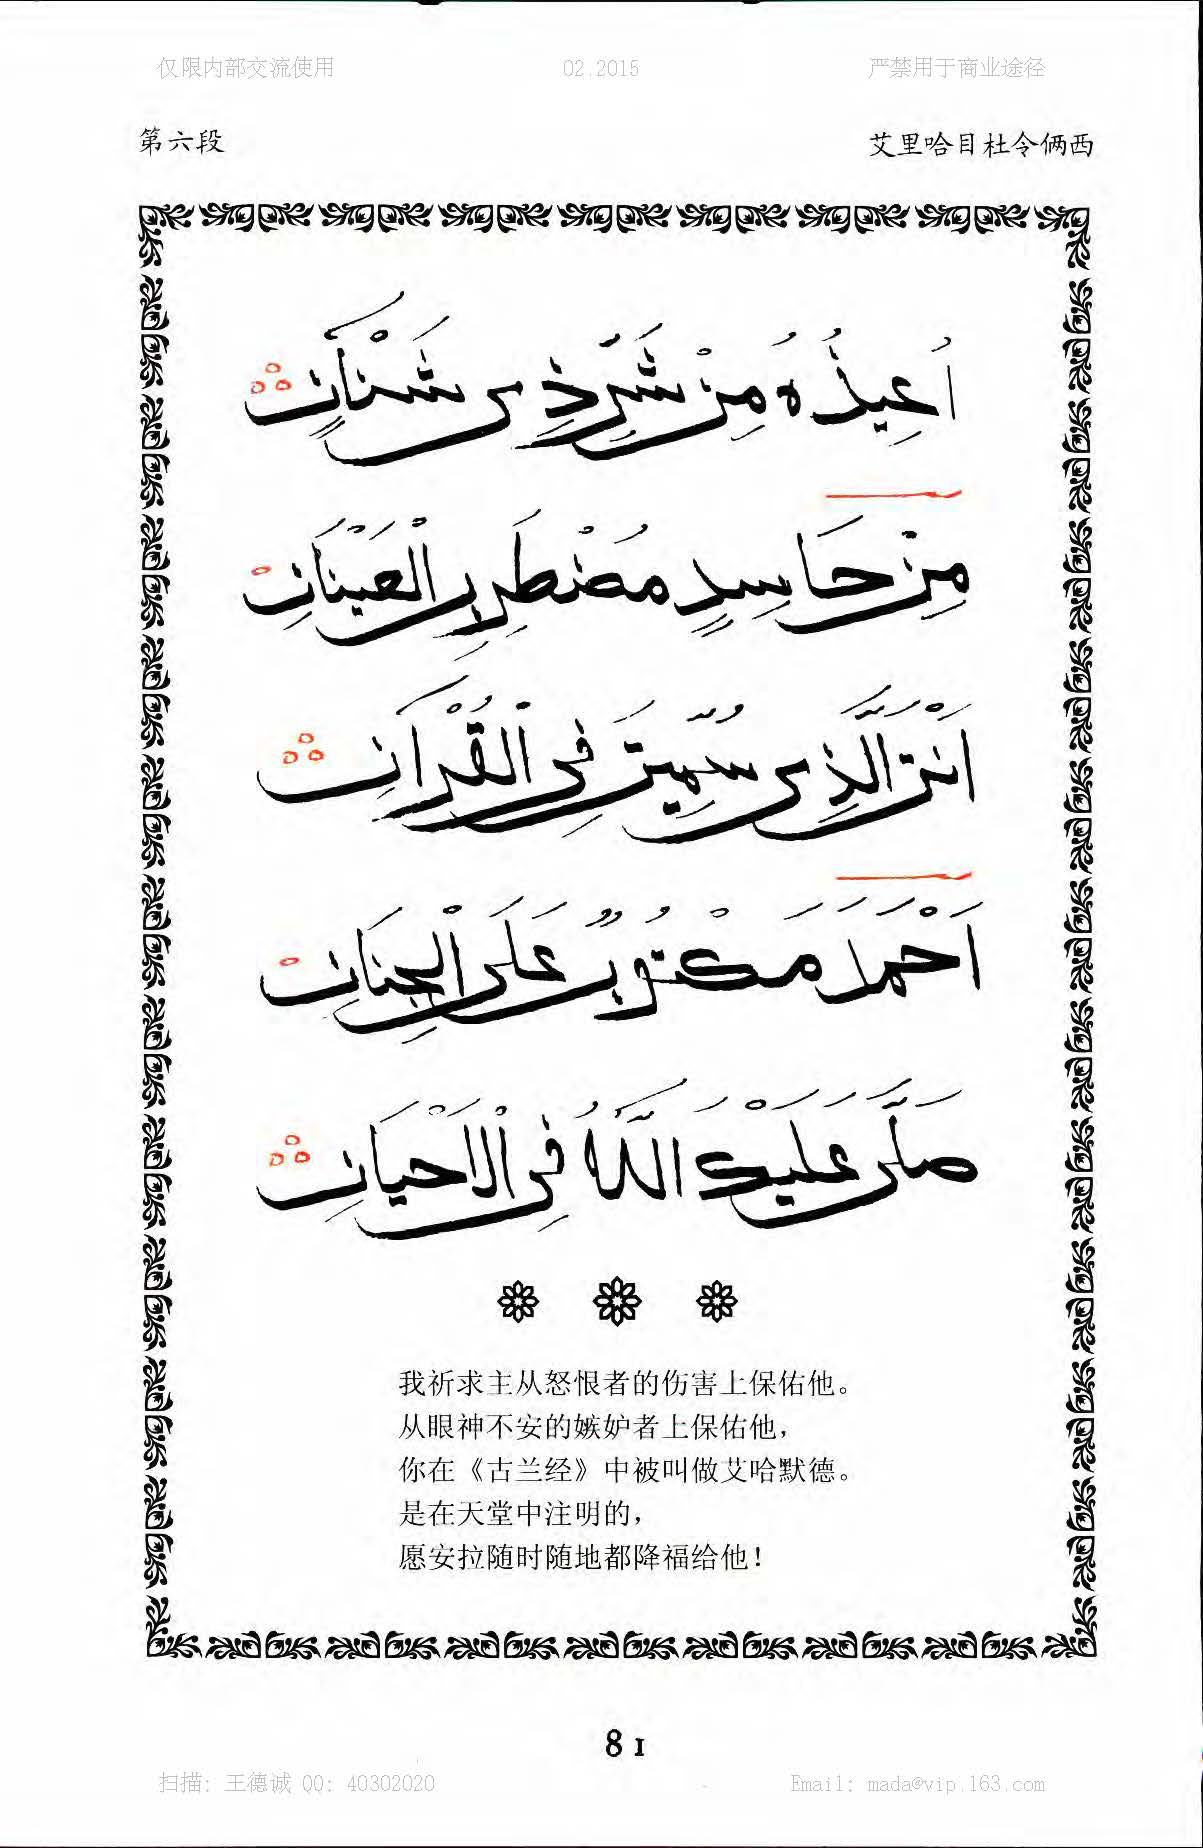 仅限内部交流使用 02.2015 严禁用于商业途径
第六段 艾里哈目杜令俩西
اُعِيذُهُ مِنْ شَرِّ ذِي شَنْاٰنٍ
مِنْ حَاسِدٍ مُضْطَرِبِ الْعَيْنَانِ
اَنْتَ الَّذِي سُمِّيتَ فِي الْقُرْاٰنِ
اَحْمَدَ مَكْتُوبٌ عَلَى الْجِنَانِ
صَلَّى عَلَيْكَ اللّٰهُ فِي الْاَحْيَانِ
我祈求主从怒恨者的伤害上保佑他。
从眼神不安的嫉妒者上保佑他，
你在《古兰经》中被叫做艾哈默德。
是在天堂中注明的，
愿安拉随时随地都降福给他！
81
扫描：王德诚 QQ：40302020 Email：mada@vip.163.com